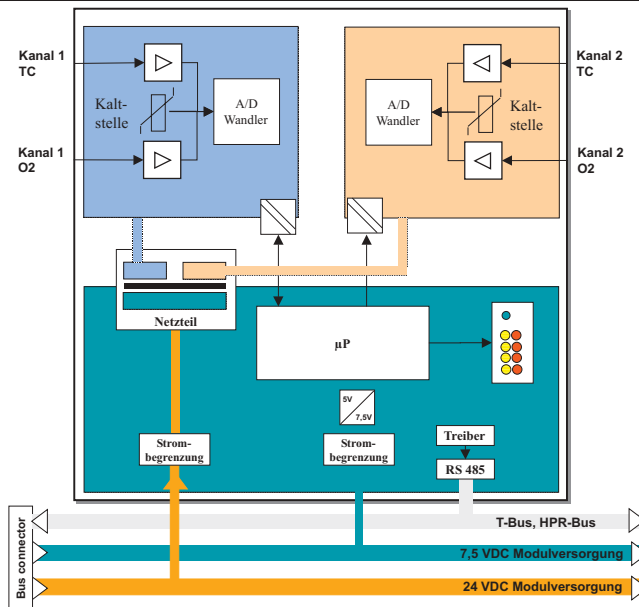 Kanal 1
TC
Kalt-
stelle
A/D
Wandler
Kanal 1
O2
Kanal 2
TC
A/D
Wandler
Kalt-
stelle
Kanal 2
O2
Netzteil
µP
5V
7,5V
Strom-
begrenzung
Strom-
begrenzung
Treiber
RS 485
Bus connector
T-Bus, HPR-Bus
7,5 VDC Modulversorgung
24 VDC Modulversorgung